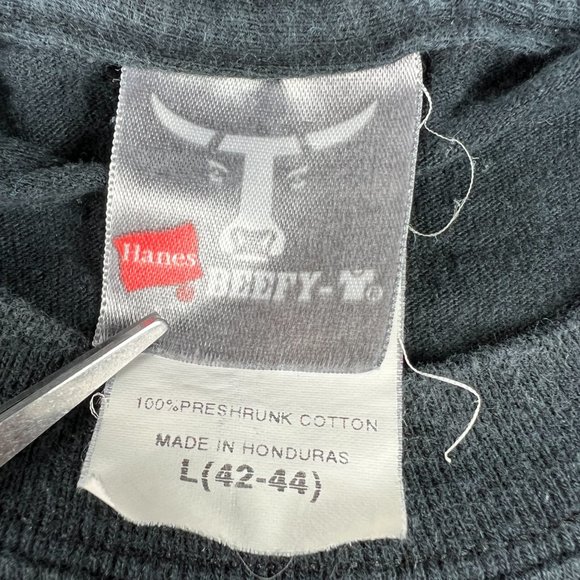 Hanes
BEEFY-
100%PRESHRUNK COTTON
MADE IN HONDURAS
L(42-44)